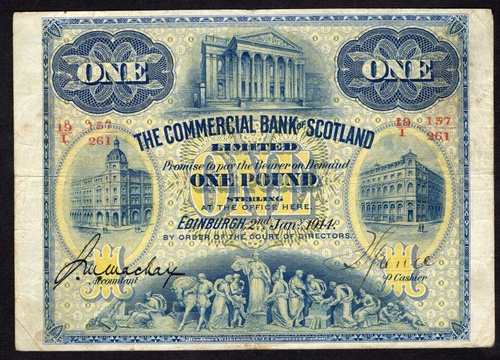 ONE ONE
19/1 157 261 19/1 157 261
THE COMMERCIAL BANK of SCOTLAND
LIMITED
Promise to pay the Bearer on Demand
ONE POUND
STERLING
AT THE OFFICE HERE.
EDINBURGH 2nd Jany. 1914.
BY ORDER OF THE COURT OF DIRECTORS.
Accountant
Cashier